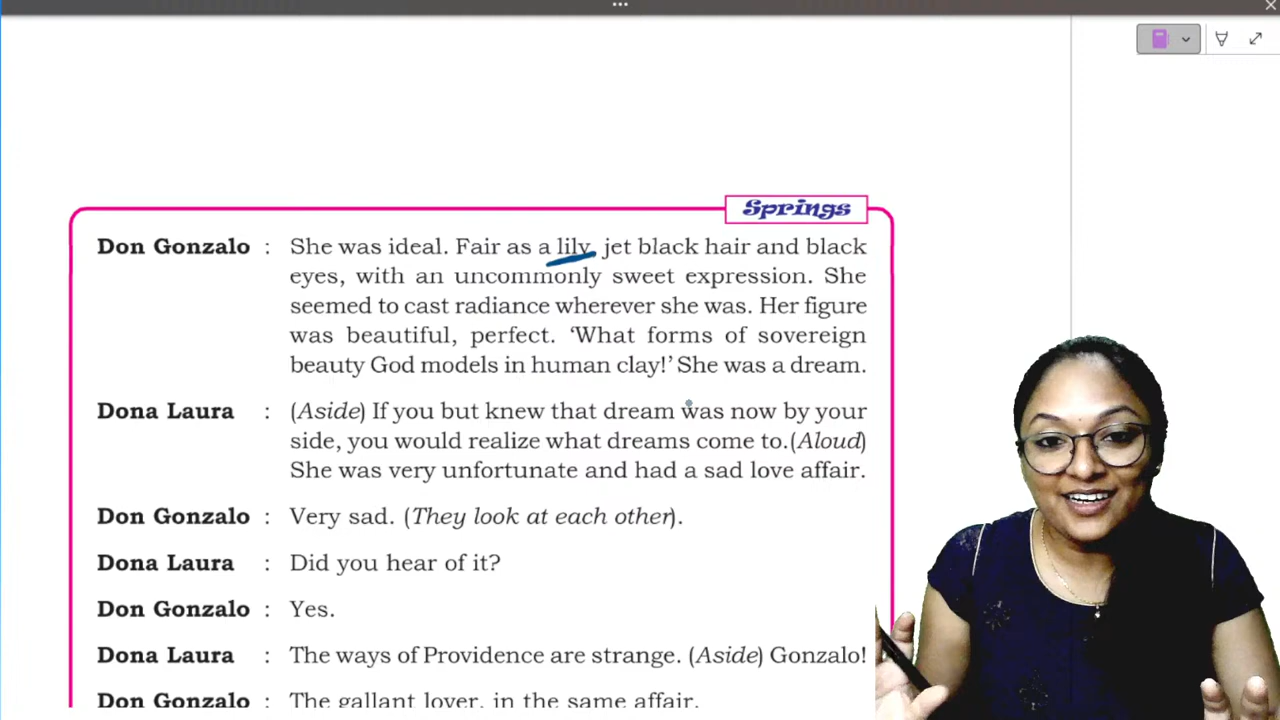 Springs
Don Gonzalo : She was ideal. Fair as a lily, jet black hair and black
eyes, with an uncommonly sweet expression. She
seemed to cast radiance wherever she was. Her figure
was beautiful, perfect. ‘What forms of sovereign
beauty God models in human clay!’ She was a dream.
Dona Laura : (Aside) If you but knew that dream was now by your
side, you would realize what dreams come to.(Aloud)
She was very unfortunate and had a sad love affair.
Don Gonzalo : Very sad. (They look at each other).
Dona Laura : Did you hear of it?
Don Gonzalo : Yes.
Dona Laura : The ways of Providence are strange. (Aside) Gonzalo!
Don Gonzalo : The gallant lover, in the same affair.